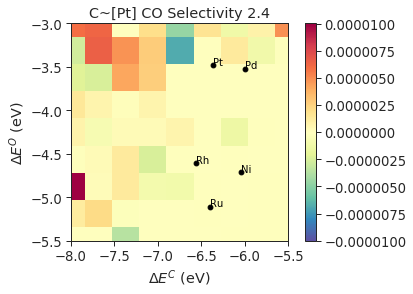 C~[Pt] CO Selectivity 2.4
−3.0
−3.5
−4.0
−4.5
−5.0
−5.5
ΔE^O (eV)
Pt
Pd
Rh
Ni
Ru
−8.0 −7.5 −7.0 −6.5 −6.0 −5.5
ΔE^C (eV)
0.0000100
0.0000075
0.0000050
0.0000025
0.0000000
−0.0000025
−0.0000050
−0.0000075
−0.0000100